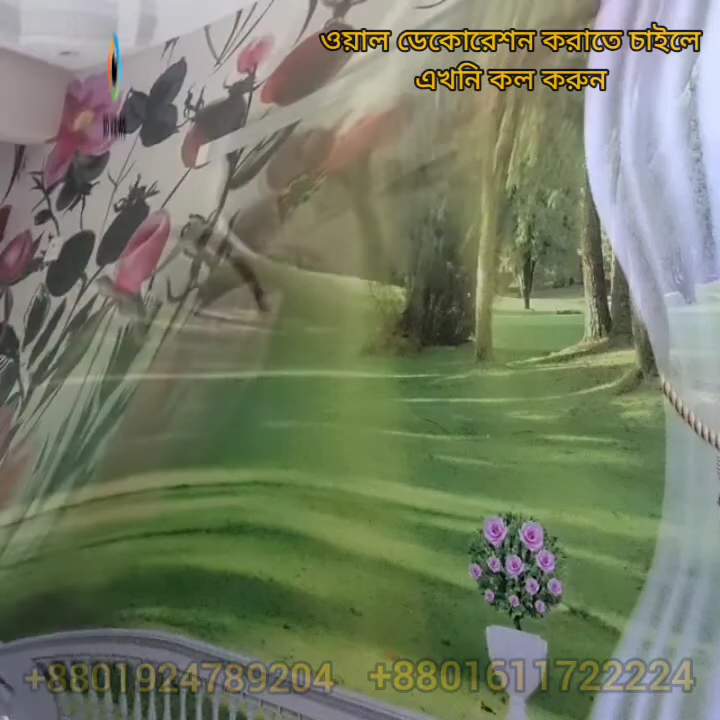 ওয়াল ডেকোরেশন করাতে চাইলে
এখনি কল করুন
+8801924789204 +8801611722224